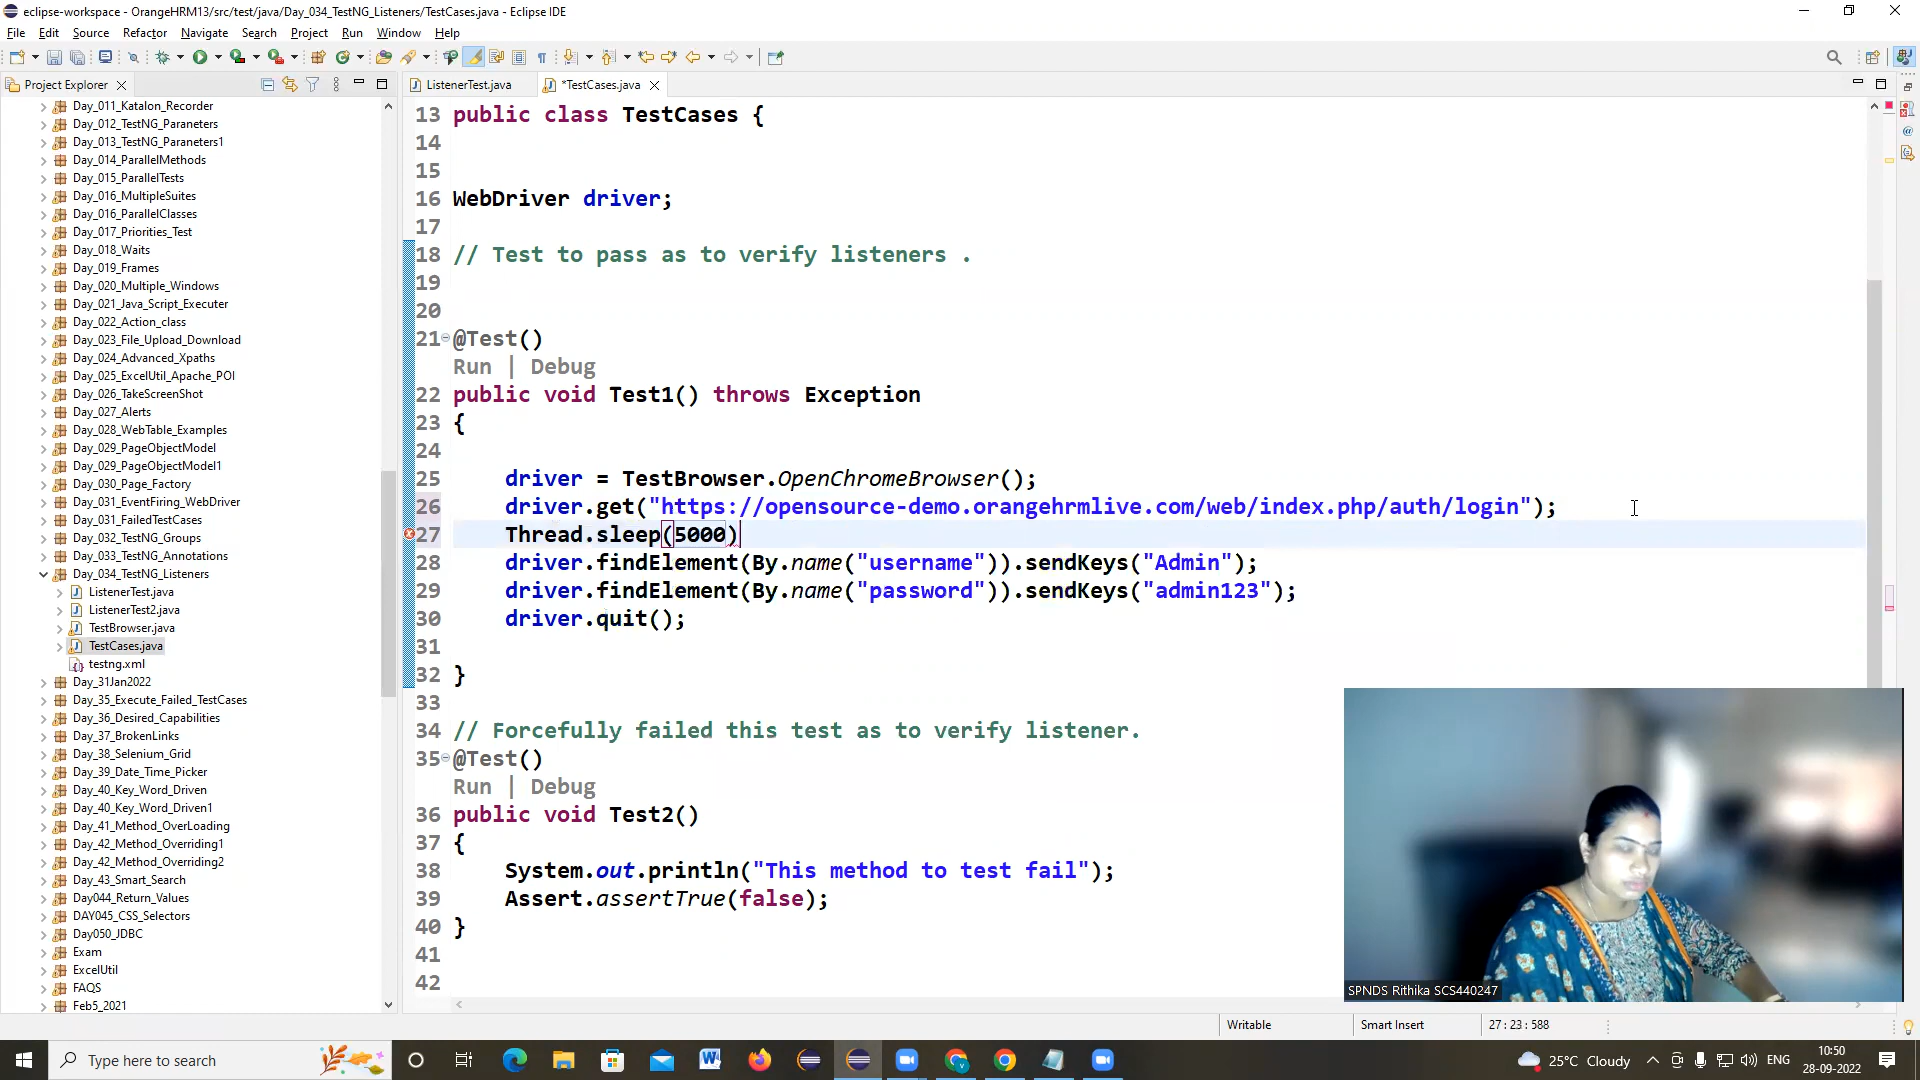 eclipse-workspace - OrangeHRM13/src/test/java/Day_034_TestNG_Listeners/TestCases.java - Eclipse IDE
File Edit Source Refactor Navigate Search Project Run Window Help
Project Explorer
ListenerTest.java
*TestCases.java
Day_011_Katalon_Recorder
Day_012_TestNG_Paraneters
Day_013_TestNG_Paraneters1
Day_014_ParallelMethods
Day_015_ParallelTests
Day_016_MultipleSuites
Day_016_ParallelClasses
Day_017_Priorities_Test
Day_018_Waits
Day_019_Frames
Day_020_Multiple_Windows
Day_021_Java_Script_Executer
Day_022_Action_class
Day_023_File_Upload_Download
Day_024_Advanced_Xpaths
Day_025_ExcelUtil_Apache_POI
Day_026_TakeScreenShot
Day_027_Alerts
Day_028_WebTable_Examples
Day_029_PageObjectModel
Day_029_PageObjectModel1
Day_030_Page_Factory
Day_031_EventFiring_WebDriver
Day_031_FailedTestCases
Day_032_TestNG_Groups
Day_033_TestNG_Annotations
Day_034_TestNG_Listeners
ListenerTest.java
ListenerTest2.java
TestBrowser.java
TestCases.java
testng.xml
Day_31Jan2022
Day_35_Execute_Failed_TestCases
Day_36_Desired_Capabilities
Day_37_BrokenLinks
Day_38_Selenium_Grid
Day_39_Date_Time_Picker
Day_40_Key_Word_Driven
Day_40_Key_Word_Driven1
Day_41_Method_OverLoading
Day_42_Method_Overriding1
Day_42_Method_Overriding2
Day_43_Smart_Search
Day044_Return_Values
DAY045_CSS_Selectors
Day050_JDBC
Exam
ExcelUtil
FAQS
Feb5_2021
13 public class TestCases {
14
15
16 WebDriver driver;
17
18 // Test to pass as to verify listeners .
19
20
21 @Test()
Run | Debug
22 public void Test1() throws Exception
23 {
24
25 driver = TestBrowser.OpenChromeBrowser();
26 driver.get("https://opensource-demo.orangehrmlive.com/web/index.php/auth/login");
27 Thread.sleep(5000)
28 driver.findElement(By.name("username")).sendKeys("Admin");
29 driver.findElement(By.name("password")).sendKeys("admin123");
30 driver.quit();
31
32 }
33
34 // Forcefully failed this test as to verify listener.
35 @Test()
Run | Debug
36 public void Test2()
37 {
38 System.out.println("This method to test fail");
39 Assert.assertTrue(false);
40 }
41
42
SPNDS Rithika SCS440247
Writable
Smart Insert
27 : 23 : 588
Type here to search
25°C Cloudy
ENG
10:50
28-09-2022